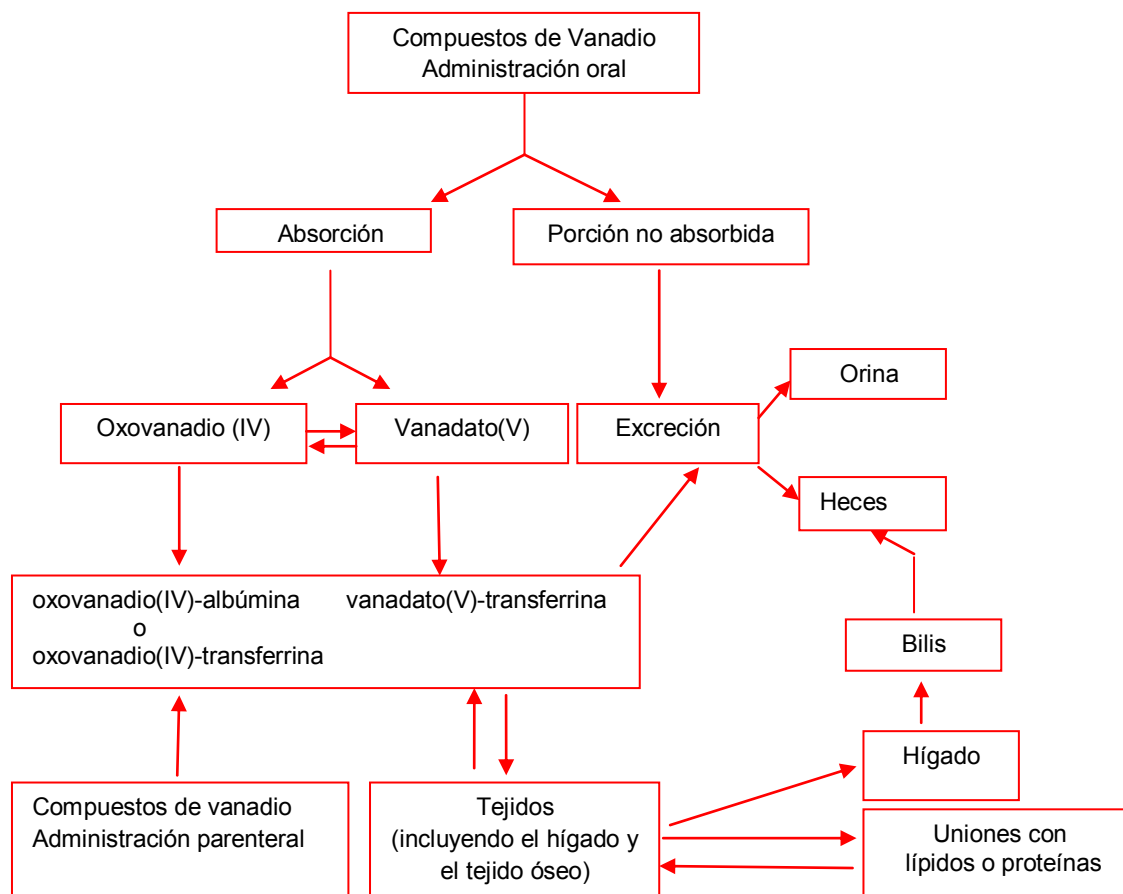 Compuestos de Vanadio
Administración oral
Absorción
Porción no absorbida
Orina
Oxovanadio (IV)
Vanadato(V)
Excreción
Heces
oxovanadio(IV)-albúmina vanadato(V)-transferrina
o
oxovanadio(IV)-transferrina
Bilis
Hígado
Compuestos de vanadio
Administración parenteral
Tejidos
(incluyendo el hígado y
el tejido óseo)
Uniones con
lípidos o proteínas